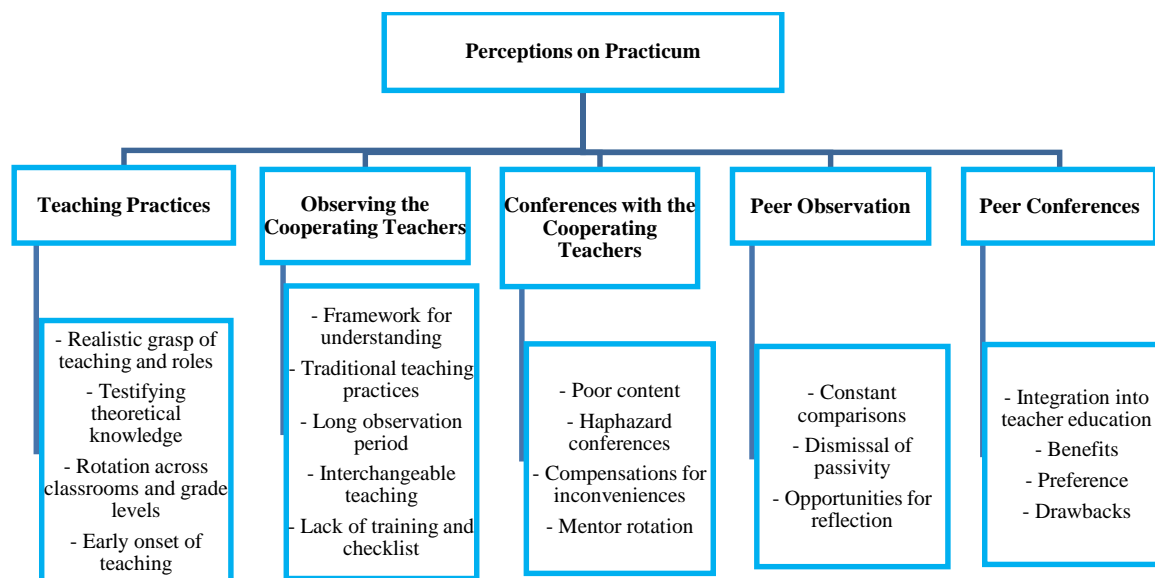 Perceptions on Practicum
Teaching Practices
- Realistic grasp of
teaching and roles
- Testifying
theoretical
knowledge
- Rotation across
classrooms and grade
levels
- Early onset of
teaching
Observing the
Cooperating Teachers
- Framework for
understanding
- Traditional teaching
practices
- Long observation
period
- Interchangeable
teaching
- Lack of training and
checklist
Conferences with the
Cooperating
Teachers
- Poor content
- Haphazard
conferences
- Compensations for
inconveniences
- Mentor rotation
Peer Observation
- Constant
comparisons
- Dismissal of
passivity
- Opportunities for
reflection
Peer Conferences
- Integration into
teacher education
- Benefits
- Preference
- Drawbacks